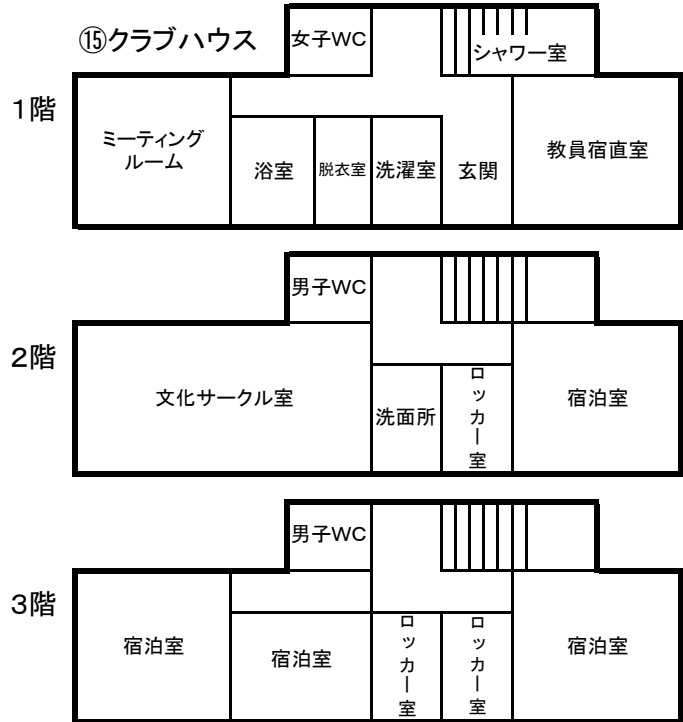 ⑮クラブハウス
女子WC
シャワー室
1階
ミーティング
ルーム
浴室
脱衣室
洗濯室
玄関
教員宿直室
男子WC
2階
文化サークル室
洗面所
ロッカー室
宿泊室
男子WC
3階
宿泊室
宿泊室
ロッカー室
ロッカー室
宿泊室